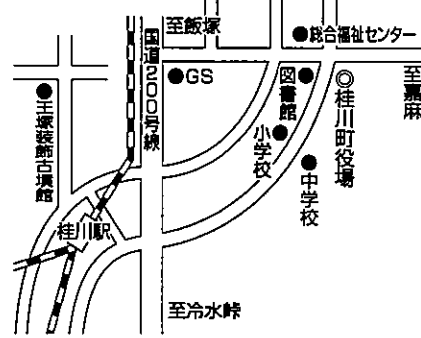 至飯塚
国道200号線
●総合福祉センター
●GS
図書館●
◎桂川町役場
至嘉麻
●王塚装飾古墳館
小学校●
●中学校
桂川駅
至冷水峠